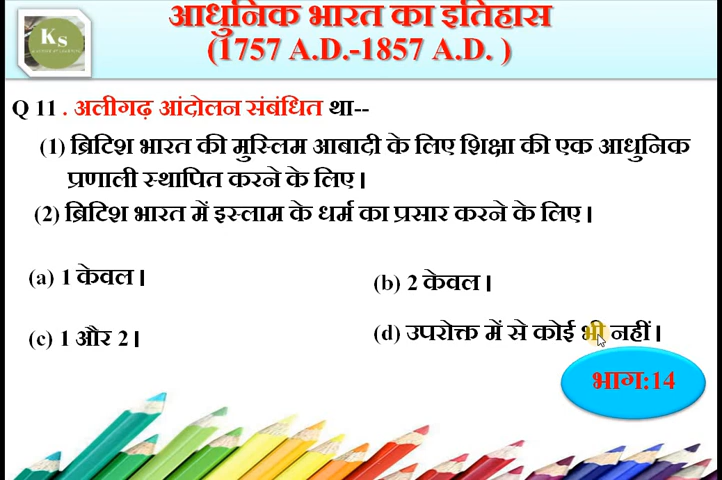 आधुनिक भारत का इतिहास
(1757 A.D.-1857 A.D. )
Ks
Q 11 . अलीगढ़ आंदोलन संबंधित था--
(1) ब्रिटिश भारत की मुस्लिम आबादी के लिए शिक्षा की एक आधुनिक
प्रणाली स्थापित करने के लिए।
(2) ब्रिटिश भारत में इस्लाम के धर्म का प्रसार करने के लिए।
(a) 1 केवल।
(b) 2 केवल।
(c) 1 और 2।
(d) उपरोक्त में से कोई भी नहीं।
भाग:14